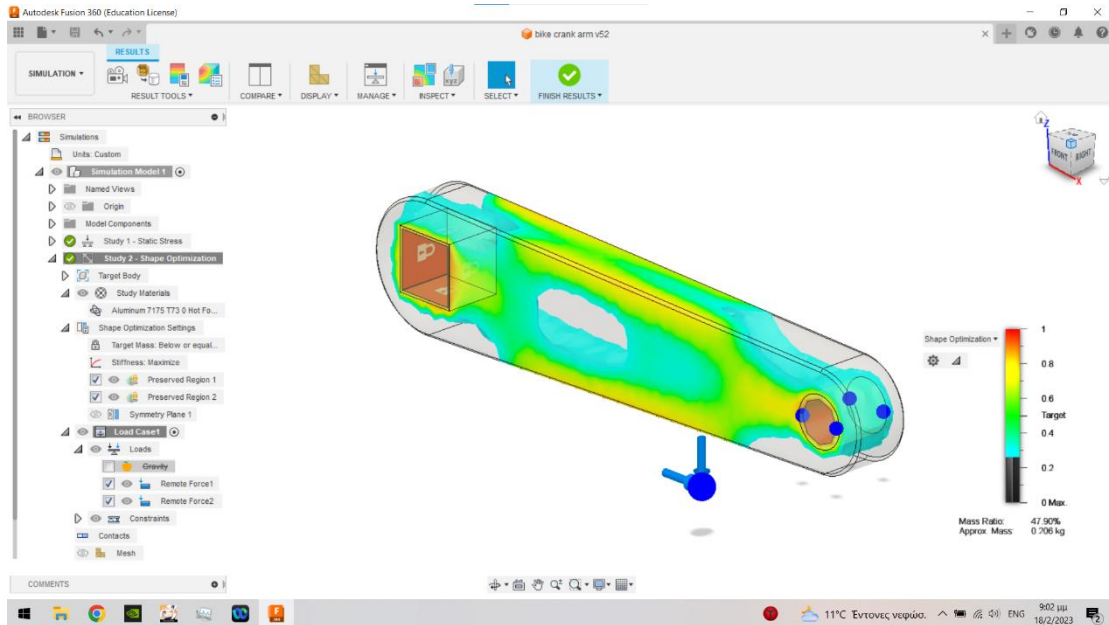 Autodesk Fusion 360 (Education License)
bike crank arm v52
RESULTS
SIMULATION
RESULT TOOLS
COMPARE
DISPLAY
MANAGE
INSPECT
SELECT
FINISH RESULTS
BROWSER
Simulations
Units: Custom
Simulation Model 1
Named Views
Origin
Model Components
Study 1 - Static Stress
Study 2 - Shape Optimization
Target Body
Study Materials
Aluminum 7175 T73 0 Hot Fo...
Shape Optimization Settings
Target Mass: Below or equal...
Stiffness: Maximize
Preserved Region 1
Preserved Region 2
Symmetry Plane 1
Load Case1
Loads
Gravity
Remote Force1
Remote Force2
Constraints
Contacts
Mesh
Z
FRONT
RIGHT
X
Shape Optimization
1
0.8
0.6
Target
0.4
0.2
0 Max.
Mass Ratio: 47.90%
Approx. Mass: 0.206 kg
COMMENTS
11°C Έντονες νεφώσ.
ENG
9:02 μμ
18/2/2023
2